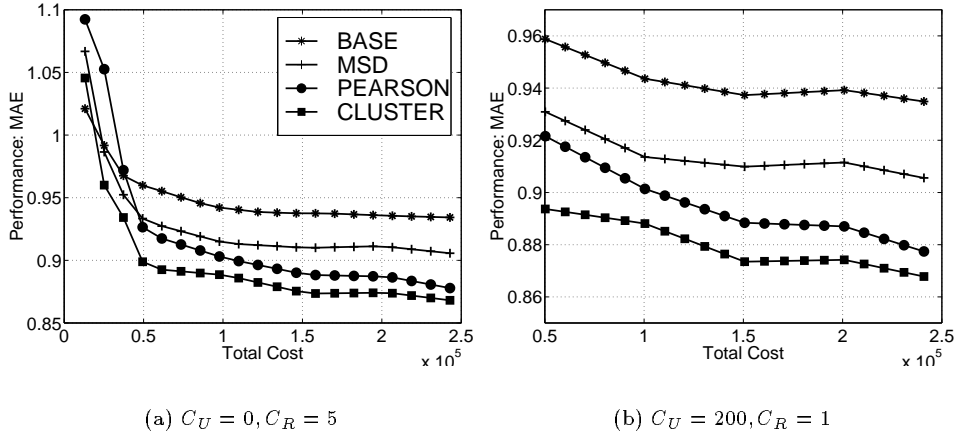 1.1
1.05
1
0.95
0.9
0.85
Performance: MAE
BASE
MSD
PEARSON
CLUSTER
0 0.5 1 1.5 2 2.5
Total Cost
x 10^5
(a) C_U = 0, C_R = 5
0.96
0.94
0.92
0.9
0.88
0.86
Performance: MAE
0.5 1 1.5 2 2.5
Total Cost
x 10^5
(b) C_U = 200, C_R = 1